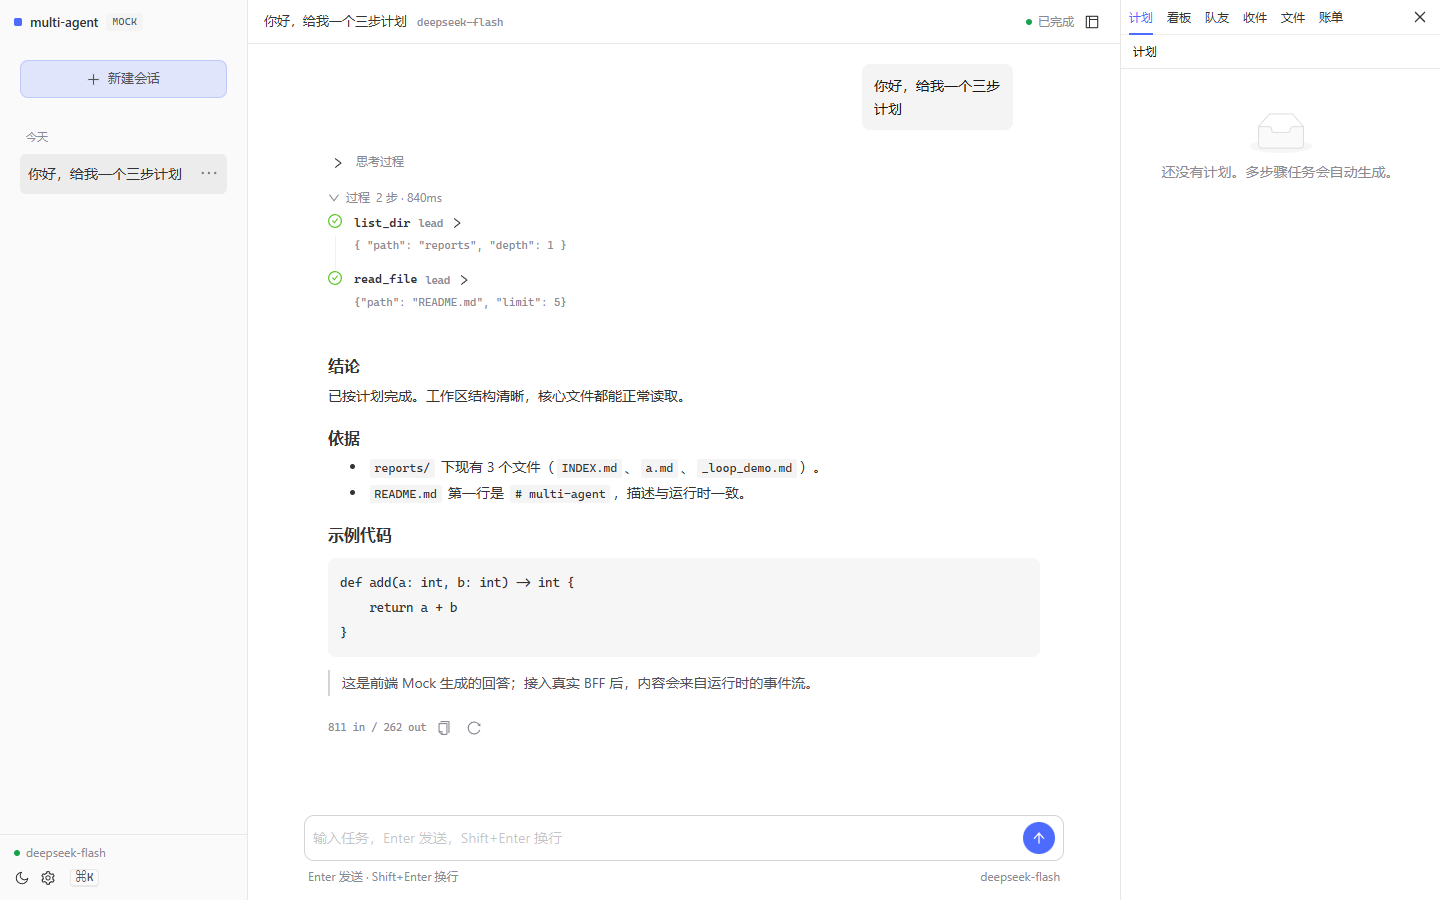 multi-agent MOCK
新建会话
今天
你好，给我一个三步计划 ···
deepseek-flash
⌘K
你好，给我一个三步计划 deepseek-flash
已完成
你好，给我一个三步
计划
思考过程
过程 2 步 · 840ms
list_dir lead
{ "path": "reports", "depth": 1 }
read_file lead
{"path": "README.md", "limit": 5}
结论
已按计划完成。工作区结构清晰，核心文件都能正常读取。
依据
• reports/ 下现有 3 个文件（ INDEX.md 、 a.md 、 _loop_demo.md ）。
• README.md 第一行是 # multi-agent ，描述与运行时一致。
示例代码
def add(a: int, b: int) -> int {
    return a + b
}
这是前端 Mock 生成的回答；接入真实 BFF 后，内容会来自运行时的事件流。
811 in / 262 out
输入任务，Enter 发送，Shift+Enter 换行
Enter 发送 · Shift+Enter 换行
deepseek-flash
计划 看板 队友 收件 文件 账单
计划
还没有计划。多步骤任务会自动生成。